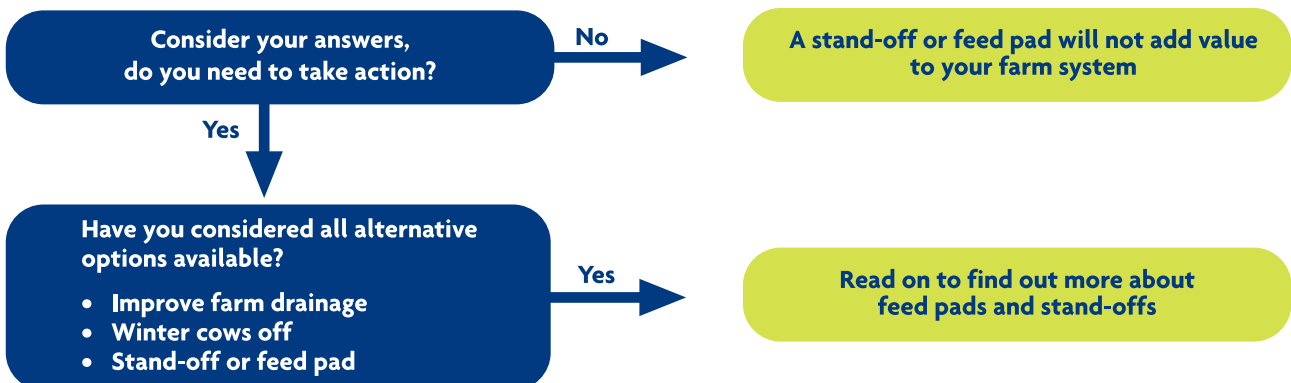 Consider your answers,
do you need to take action?
No
A stand-off or feed pad will not add value
to your farm system
Yes
Have you considered all alternative
options available?
• Improve farm drainage
• Winter cows off
• Stand-off or feed pad
Yes
Read on to find out more about
feed pads and stand-offs